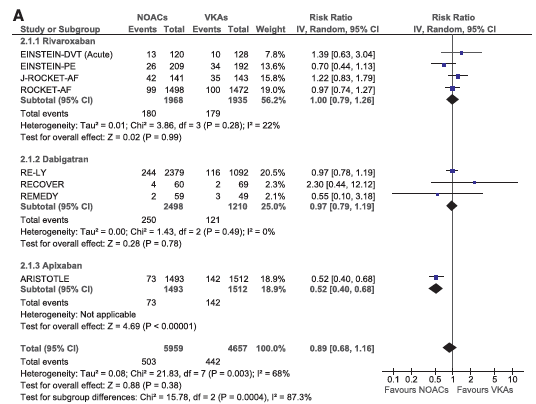 A
NOACs VKAs Risk Ratio Risk Ratio
Study or Subgroup Events Total Events Total Weight IV, Random, 95% CI IV, Random, 95% CI
2.1.1 Rivaroxaban
EINSTEIN-DVT (Acute) 13 120 10 128 7.8% 1.39 [0.63, 3.04]
EINSTEIN-PE 26 209 34 192 13.3% 0.70 [0.44, 1.13]
J-ROCKET-AF 42 141 35 143 15.2% 1.22 [0.83, 1.79]
ROCKET-AF 99 1498 100 1472 19.0% 0.97 [0.74, 1.27]
Subtotal (95% CI) 1968 1935 56.2% 1.00 [0.79, 1.26]
Total events 180 179
Heterogeneity: Tau² = 0.01; Chi² = 3.86, df = 3 (P = 0.28); I² = 22%
Test for overall effect: Z = 0.02 (P = 0.99)
2.1.2 Dabigatran
RE-LY 244 2379 116 1092 20.5% 0.97 [0.78, 1.19]
RECOVER 4 60 2 69 2.3% 2.30 [0.44, 12.12]
REMEDY 2 59 3 49 2.1% 0.55 [0.10, 3.18]
Subtotal (95% CI) 2498 1210 25.0% 0.97 [0.79, 1.19]
Total events 250 121
Heterogeneity: Tau² = 0.00; Chi² = 1.43, df = 2 (P = 0.49); I² = 0%
Test for overall effect: Z = 0.28 (P = 0.78)
2.1.3 Apixaban
ARISTOTLE 73 1493 142 1512 18.9% 0.52 [0.40, 0.68]
Subtotal (95% CI) 1493 1512 18.9% 0.52 [0.40, 0.68]
Total events 73 142
Heterogeneity: Not applicable
Test for overall effect: Z = 4.69 (P < 0.00001)
Total (95% CI) 5959 4657 100.0% 0.89 [0.68, 1.16]
Total events 503 442
Heterogeneity: Tau² = 0.08; Chi² = 21.83, df = 7 (P = 0.003); I² = 68%
Test for overall effect: Z = 0.88 (P = 0.38)
Test for subgroup differences: Chi² = 15.78, df = 2 (P = 0.0004), I² = 87.3%
0.1 0.2 0.5 1 2 5 10
Favours NOACs Favours VKAs